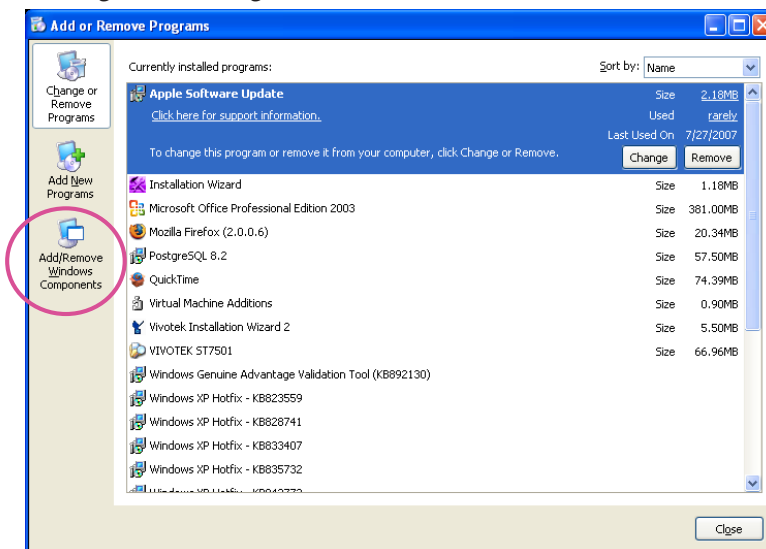 Add or Remove Programs
Change or
Remove
Programs
Add New
Programs
Add/Remove
Windows
Components
Currently installed programs: Sort by: Name
Apple Software Update Size 2.18MB
Click here for support information. Used rarely
Last Used On 7/27/2007
To change this program or remove it from your computer, click Change or Remove. Change Remove
Installation Wizard Size 1.18MB
Microsoft Office Professional Edition 2003 Size 381.00MB
Mozilla Firefox (2.0.0.6) Size 20.34MB
PostgreSQL 8.2 Size 57.50MB
QuickTime Size 74.39MB
Virtual Machine Additions Size 0.90MB
Vivotek Installation Wizard 2 Size 5.50MB
VIVOTEK ST7501 Size 66.96MB
Windows Genuine Advantage Validation Tool (KB892130)
Windows XP Hotfix - KB823559
Windows XP Hotfix - KB828741
Windows XP Hotfix - KB833407
Windows XP Hotfix - KB835732
Close